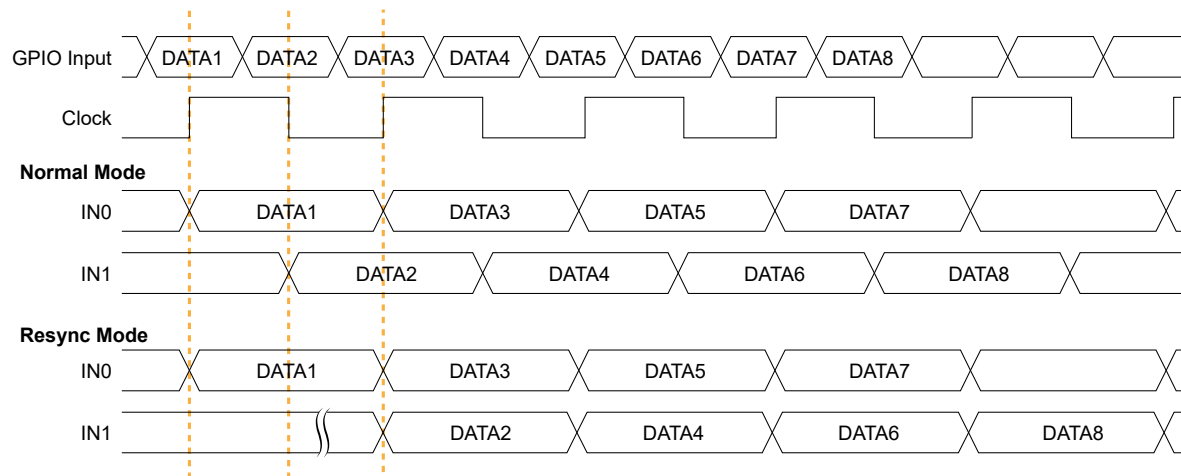 GPIO Input DATA1 DATA2 DATA3 DATA4 DATA5 DATA6 DATA7 DATA8
Clock
Normal Mode
IN0 DATA1 DATA3 DATA5 DATA7
IN1 DATA2 DATA4 DATA6 DATA8
Resync Mode
IN0 DATA1 DATA3 DATA5 DATA7
IN1 DATA2 DATA4 DATA6 DATA8